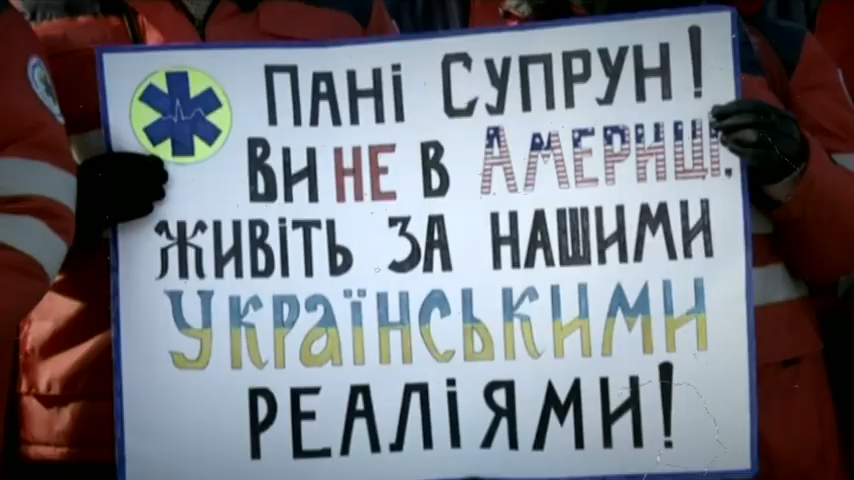 Пані Супрун!
Ви не в Америці.
Живіть за нашими
українськими
реаліями!